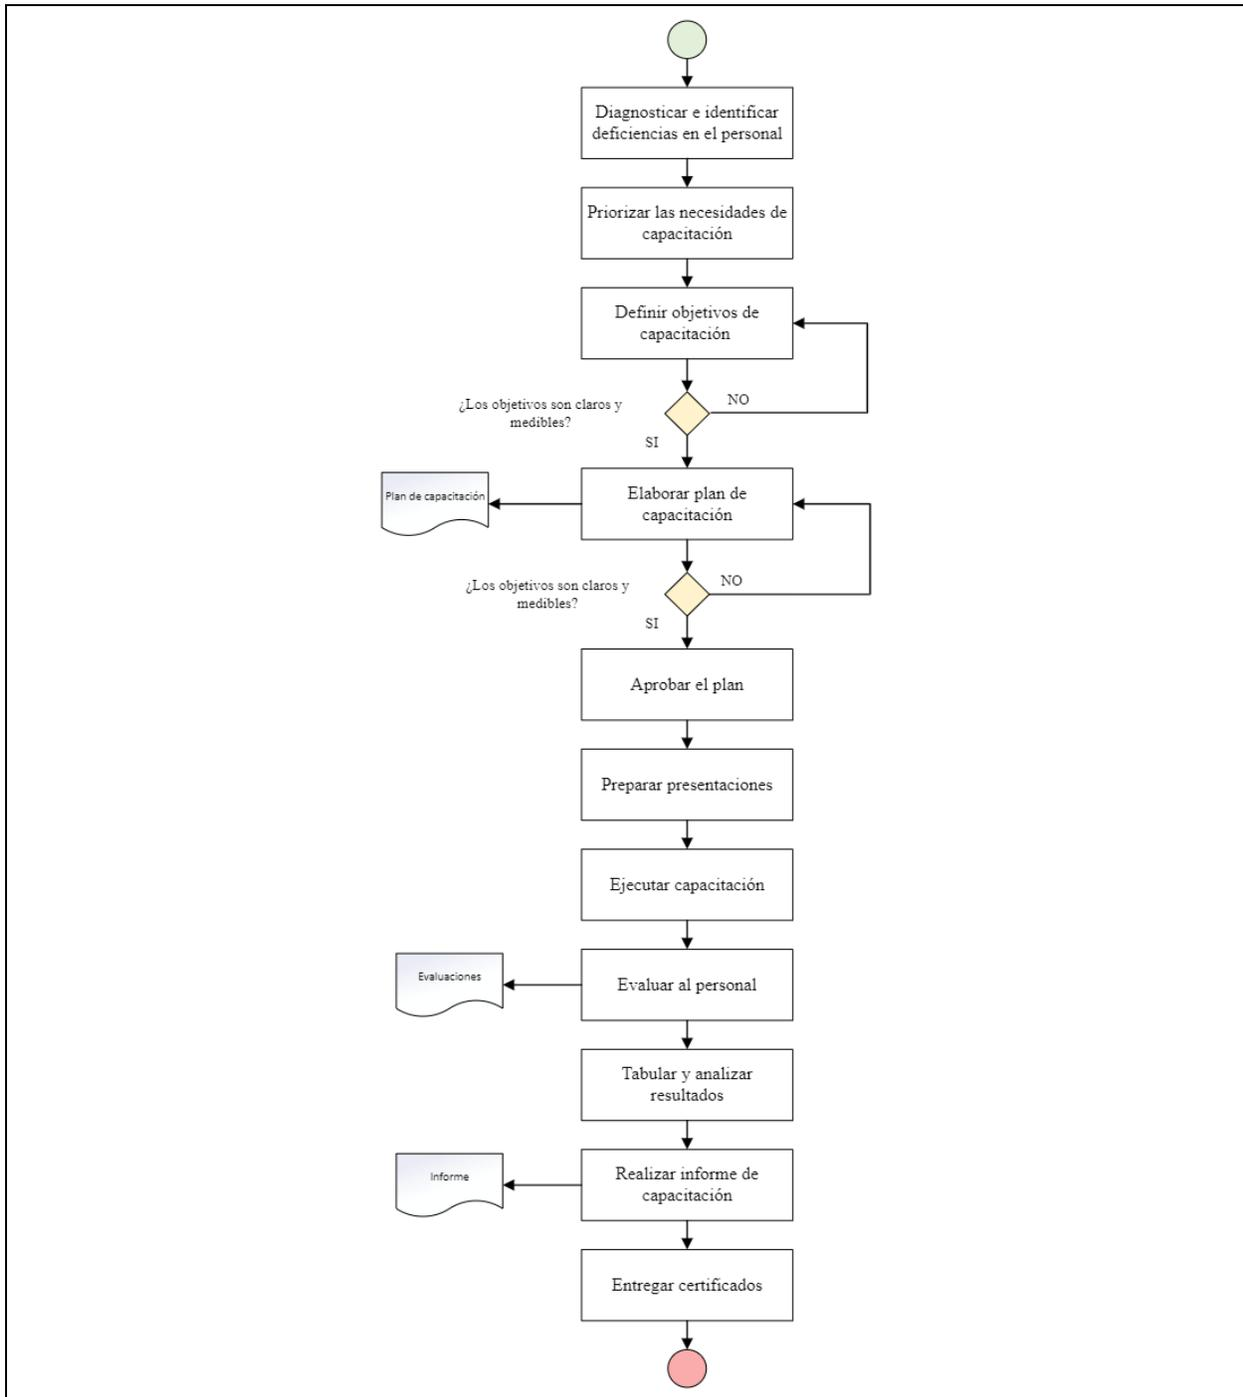 Diagnosticar e identificar
deficiencias en el personal
Priorizar las necesidades de
capacitación
Definir objetivos de
capacitación
¿Los objetivos son claros y
medibles?
NO
SI
Plan de capacitación
Elaborar plan de
capacitación
¿Los objetivos son claros y
medibles?
NO
SI
Aprobar el plan
Preparar presentaciones
Ejecutar capacitación
Evaluaciones
Evaluar al personal
Tabular y analizar
resultados
Informe
Realizar informe de
capacitación
Entregar certificados